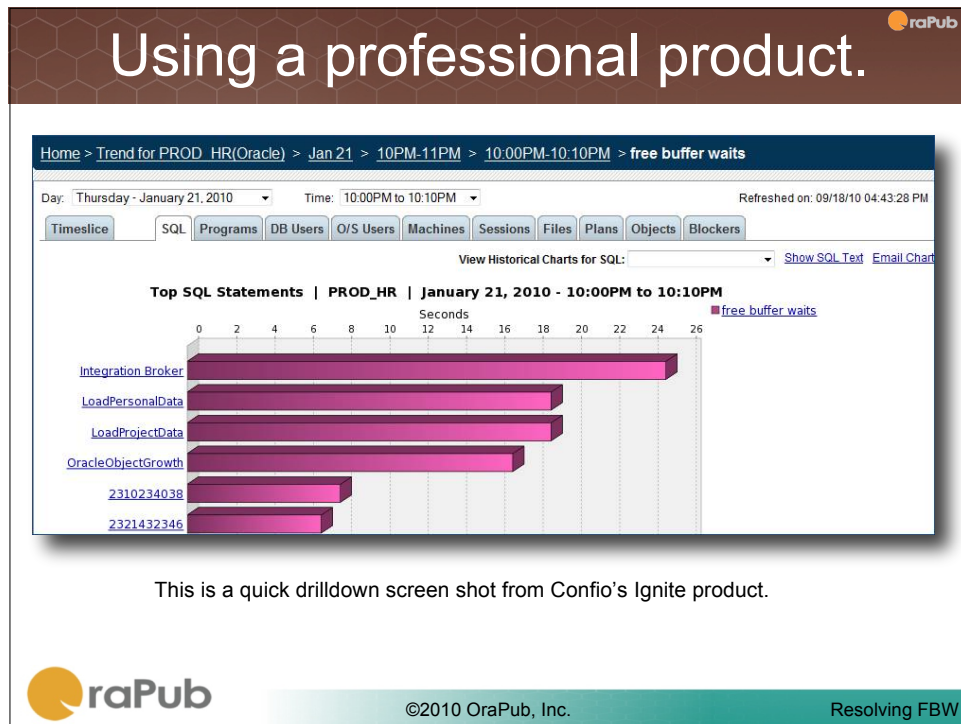 raPub
Using a professional product.
Home > Trend for PROD_HR(Oracle) > Jan 21 > 10PM-11PM > 10:00PM-10:10PM > free buffer waits
Day: Thursday - January 21, 2010 Time: 10:00PM to 10:10PM Refreshed on: 09/18/10 04:43:28 PM
Timeslice SQL Programs DB Users O/S Users Machines Sessions Files Plans Objects Blockers
View Historical Charts for SQL: Show SQL Text Email Chart
Top SQL Statements | PROD_HR | January 21, 2010 - 10:00PM to 10:10PM
Seconds
free buffer waits
0 2 4 6 8 10 12 14 16 18 20 22 24 26
Integration Broker
LoadPersonalData
LoadProjectData
OracleObjectGrowth
2310234038
2321432346
This is a quick drilldown screen shot from Confio's Ignite product.
raPub
©2010 OraPub, Inc.
Resolving FBW